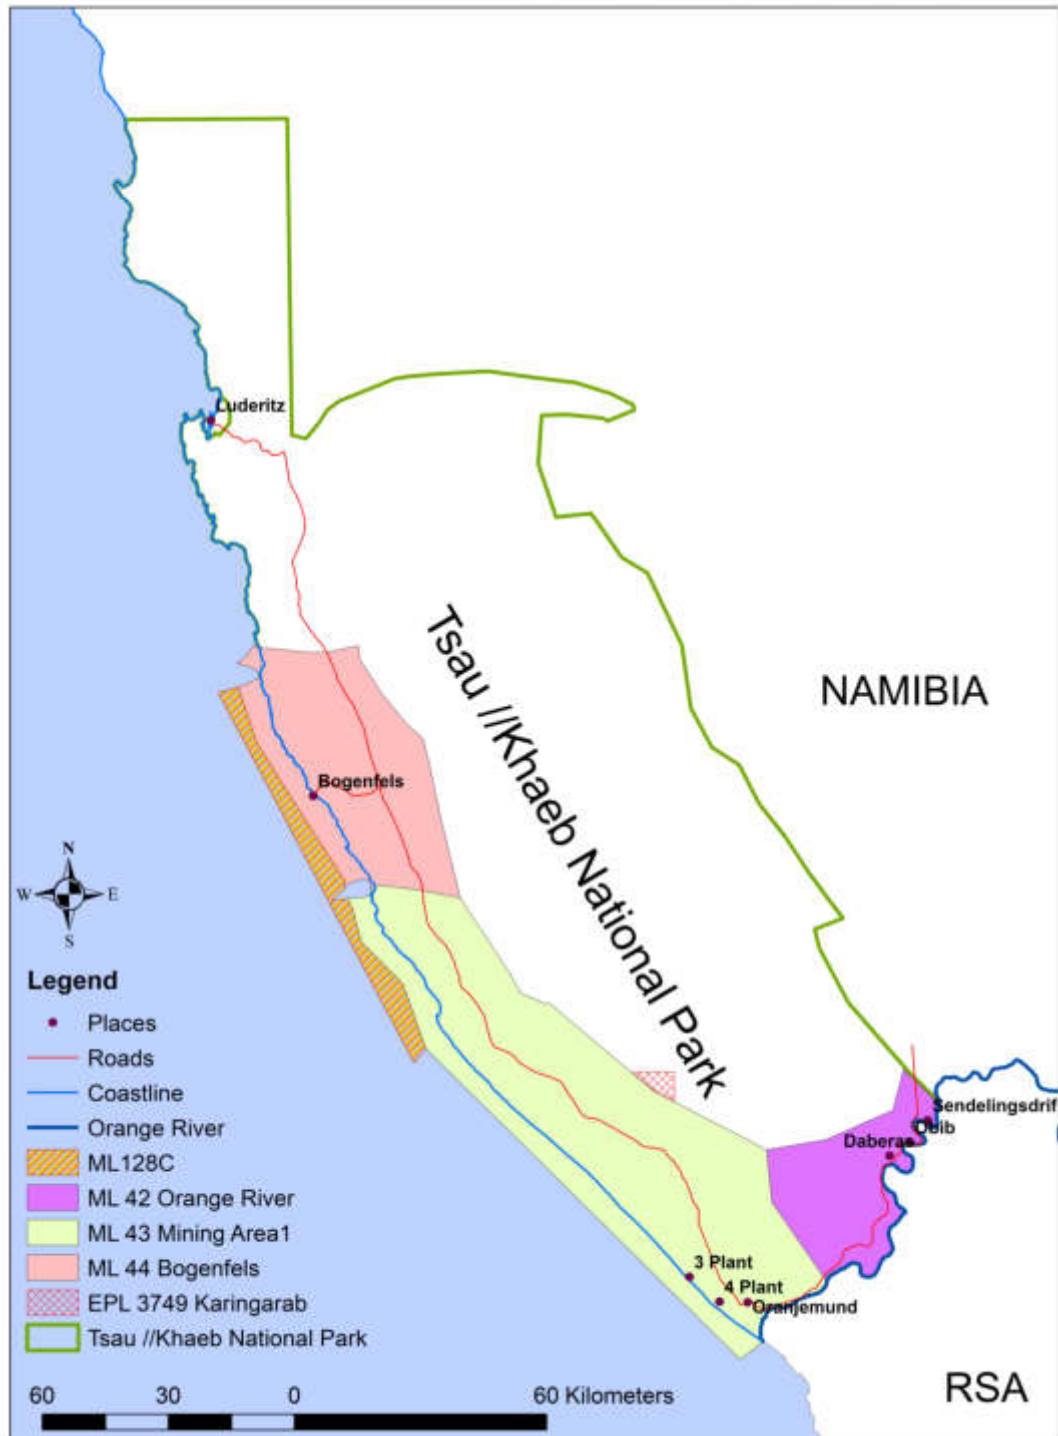 Luderitz
Tsau //Khaeb National Park
NAMIBIA
Bogenfels
N
W
E
S
Legend
Places
Roads
Coastline
Orange River
ML128C
ML 42 Orange River
ML 43 Mining Area1
ML 44 Bogenfels
EPL 3749 Karingarab
Tsau //Khaeb National Park
Sendelingsdrif
Obib
Daberas
3 Plant
4 Plant
Oranjemund
RSA
60 30 0 60 Kilometers